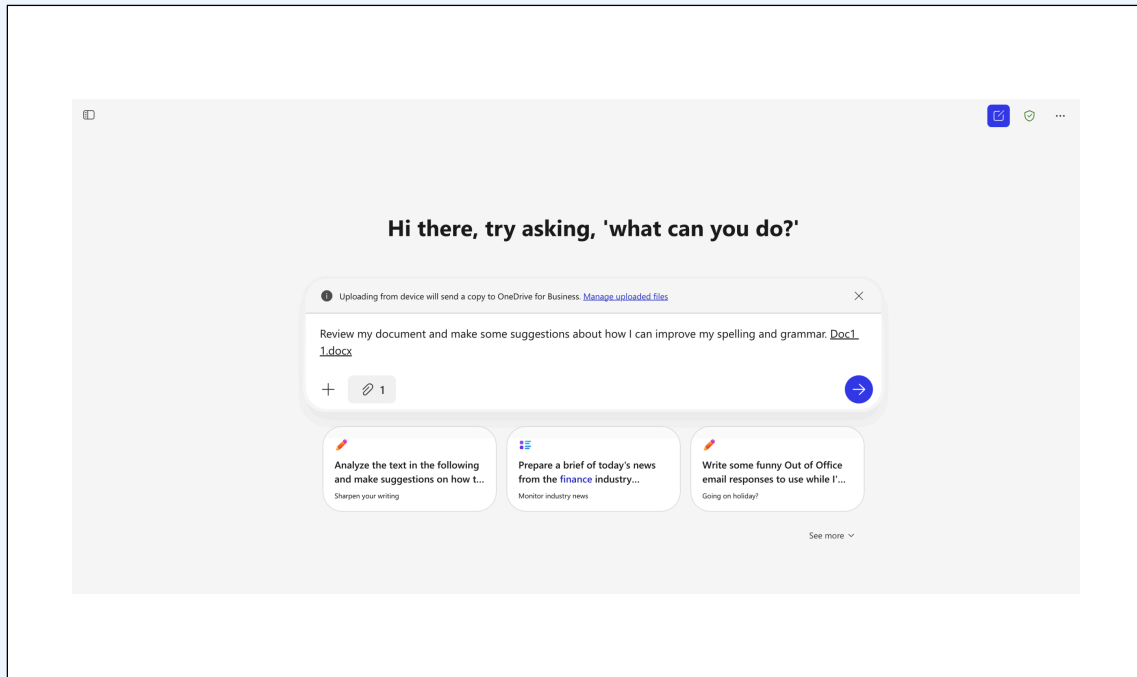 Hi there, try asking, 'what can you do?'
Uploading from device will send a copy to OneDrive for Business. Manage uploaded files
Review my document and make some suggestions about how I can improve my spelling and grammar. Doc1
1.docx
1
Analyze the text in the following
and make suggestions on how t...
Sharpen your writing
Prepare a brief of today's news
from the finance industry...
Monitor industry news
Write some funny Out of Office
email responses to use while I'...
Going on holiday?
See more